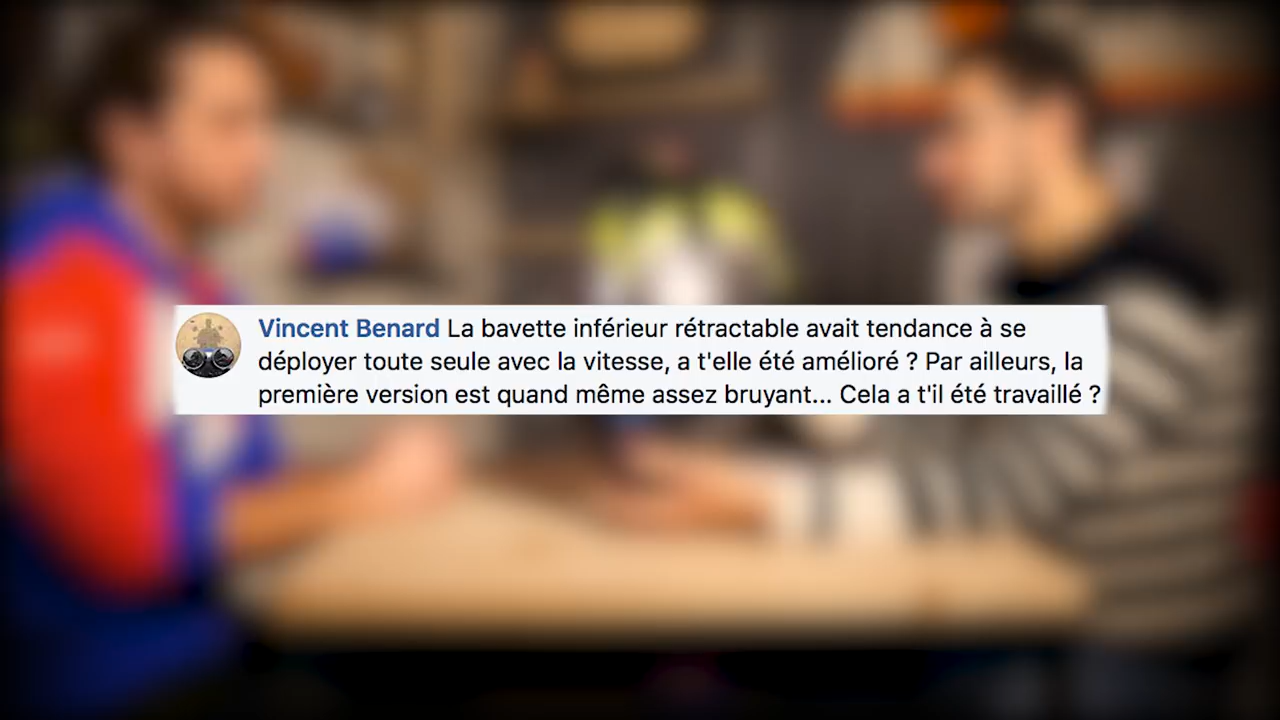 Vincent Benard La bavette inférieur rétractable avait tendance à se
déployer toute seule avec la vitesse, a t'elle été amélioré ? Par ailleurs, la
première version est quand même assez bruyant... Cela a t'il été travaillé ?